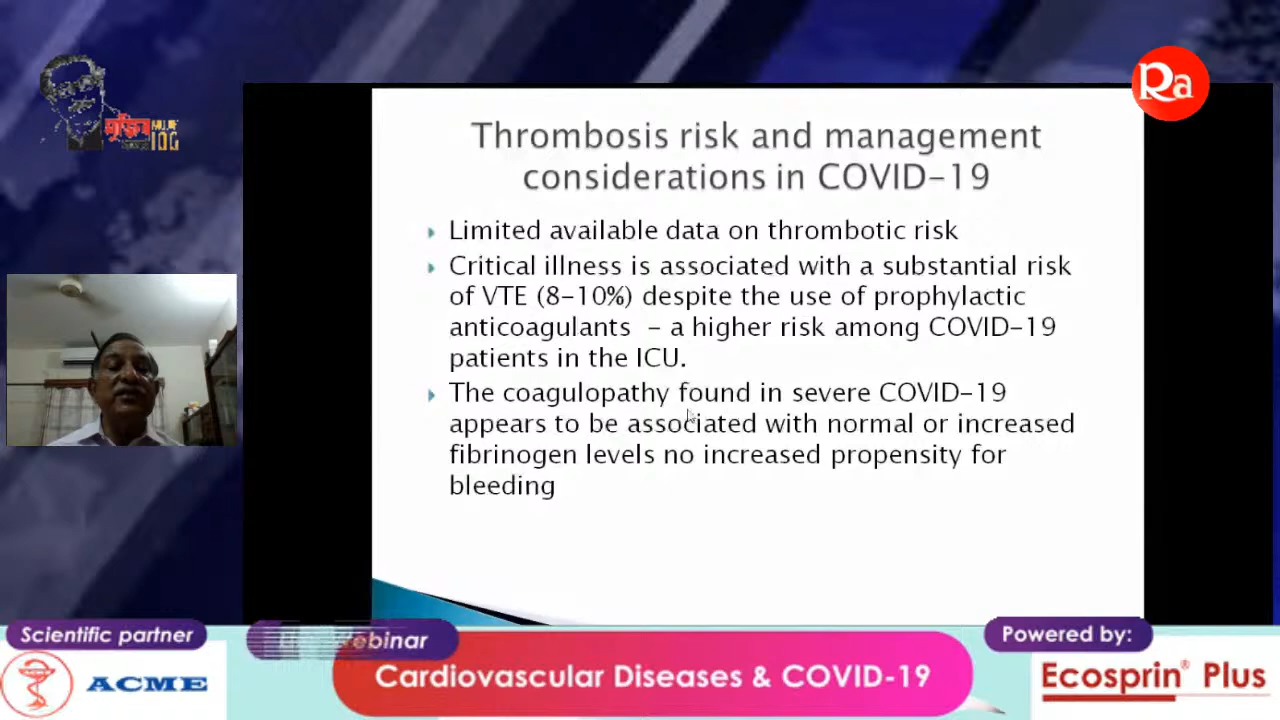 মুজিব
100
Ra
Thrombosis risk and management
considerations in COVID-19
Limited available data on thrombotic risk
Critical illness is associated with a substantial risk
of VTE (8-10%) despite the use of prophylactic
anticoagulants – a higher risk among COVID-19
patients in the ICU.
The coagulopathy found in severe COVID-19
appears to be associated with normal or increased
fibrinogen levels no increased propensity for
bleeding
Scientific partner
ACME
Webinar
Cardiovascular Diseases & COVID-19
Powered by:
Ecosprin® Plus